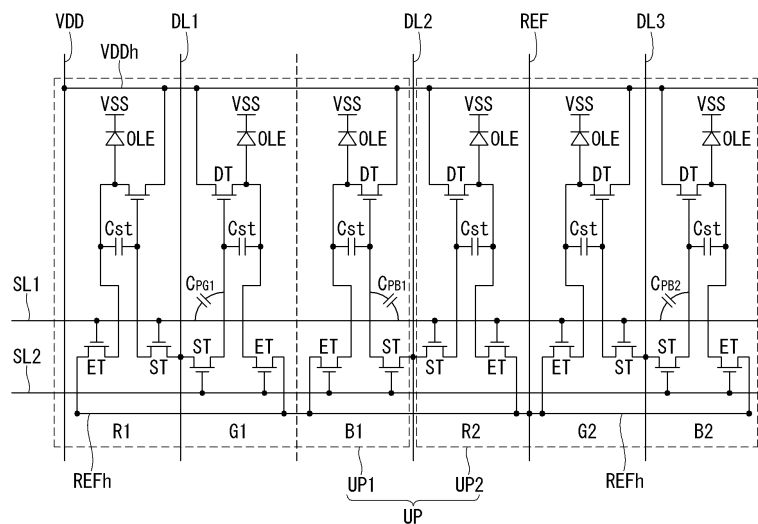 VDD DL1 DL2 REF DL3
VDDh
VSS VSS VSS VSS VSS VSS
OLE OLE OLE OLE OLE OLE
DT DT DT DT DT
Cst Cst Cst Cst Cst Cst
CPG1 CPB1 CPB2
SL1
ST ET ET ST ST ET
ET ST ST ET ET ST
SL2
R1 G1 B1 R2 G2 B2
REFh REFh
UP1 UP2
UP